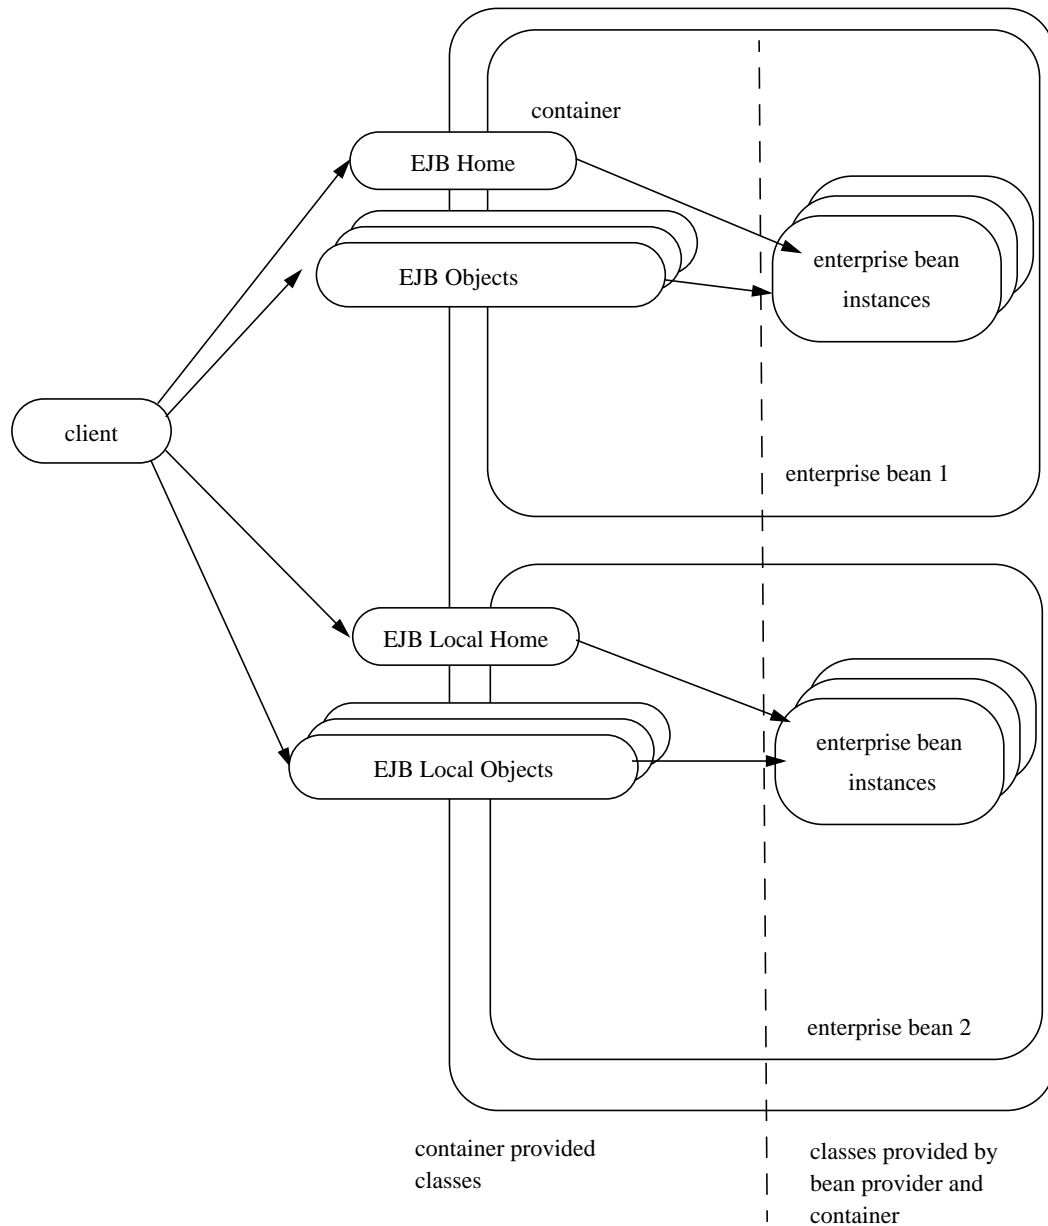 container
EJB Home
EJB Objects
enterprise bean
instances
client
enterprise bean 1
EJB Local Home
EJB Local Objects
enterprise bean
instances
enterprise bean 2
container provided
classes
classes provided by
bean provider and
container